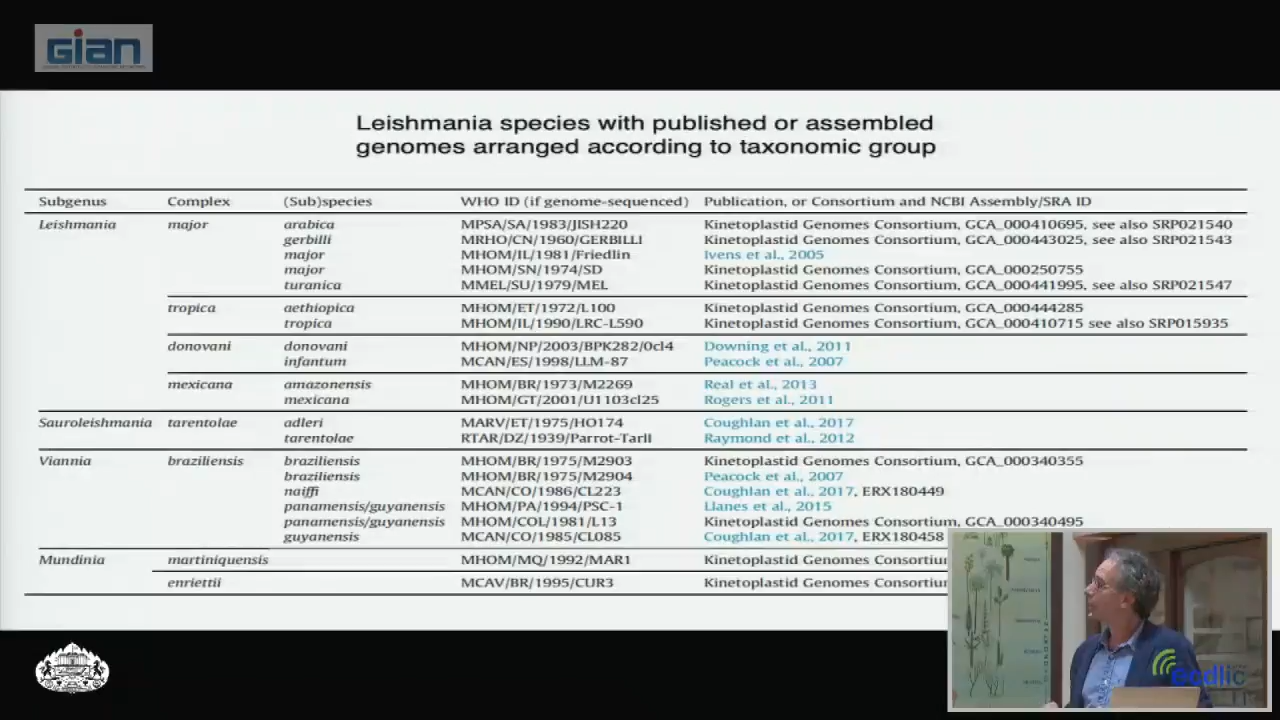 Gian
Leishmania species with published or assembled
genomes arranged according to taxonomic group
Subgenus Complex (Sub)species WHO ID (if genome-sequenced) Publication, or Consortium and NCBI Assembly/SRA ID
Leishmania major arabica MPSA/SA/1983/JISH220 Kinetoplastid Genomes Consortium, GCA_000410695, see also SRP021540
gerbilli MRHO/CN/1960/GERBILLI Kinetoplastid Genomes Consortium, GCA_000443025, see also SRP021543
major MHOM/IL/1981/Friedlin Ivens et al., 2005
major MHOM/SN/1974/SD Kinetoplastid Genomes Consortium, GCA_000250755
turanica MMEL/SU/1979/MEL Kinetoplastid Genomes Consortium, GCA_000441995, see also SRP021547
tropica aethiopica MHOM/ET/1972/L100 Kinetoplastid Genomes Consortium, GCA_000444285
tropica MHOM/IL/1990/LRC-L590 Kinetoplastid Genomes Consortium, GCA_000410715 see also SRP015935
donovani donovani MHOM/NP/2003/BPK282/0cl4 Downing et al., 2011
infantum MCAN/ES/1998/LLM-87 Peacock et al., 2007
mexicana amazonensis MHOM/BR/1973/M2269 Real et al., 2013
mexicana MHOM/GT/2001/U1103cl25 Rogers et al., 2011
Sauroleishmania tarentolae adleri MARV/ET/1975/HO174 Coughlan et al., 2017
tarentolae RTAR/DZ/1939/Parrot-TarII Raymond et al., 2012
Viannia braziliensis braziliensis MHOM/BR/1975/M2903 Kinetoplastid Genomes Consortium, GCA_000340355
braziliensis MHOM/BR/1975/M2904 Peacock et al., 2007
naiffi MCAN/CO/1986/CL223 Coughlan et al., 2017, ERX180449
panamensis/guyanensis MHOM/PA/1994/PSC-1 Llanes et al., 2015
panamensis/guyanensis MHOM/COL/1981/L13 Kinetoplastid Genomes Consortium, GCA_000340495
guyanensis MCAN/CO/1985/CL085 Coughlan et al., 2017, ERX180458
Mundinia martiniquensis MHOM/MQ/1992/MAR1 Kinetoplastid Genomes Consortiu
enriettii MCAV/BR/1995/CUR3 Kinetoplastid Genomes Consortiu
ecdlic